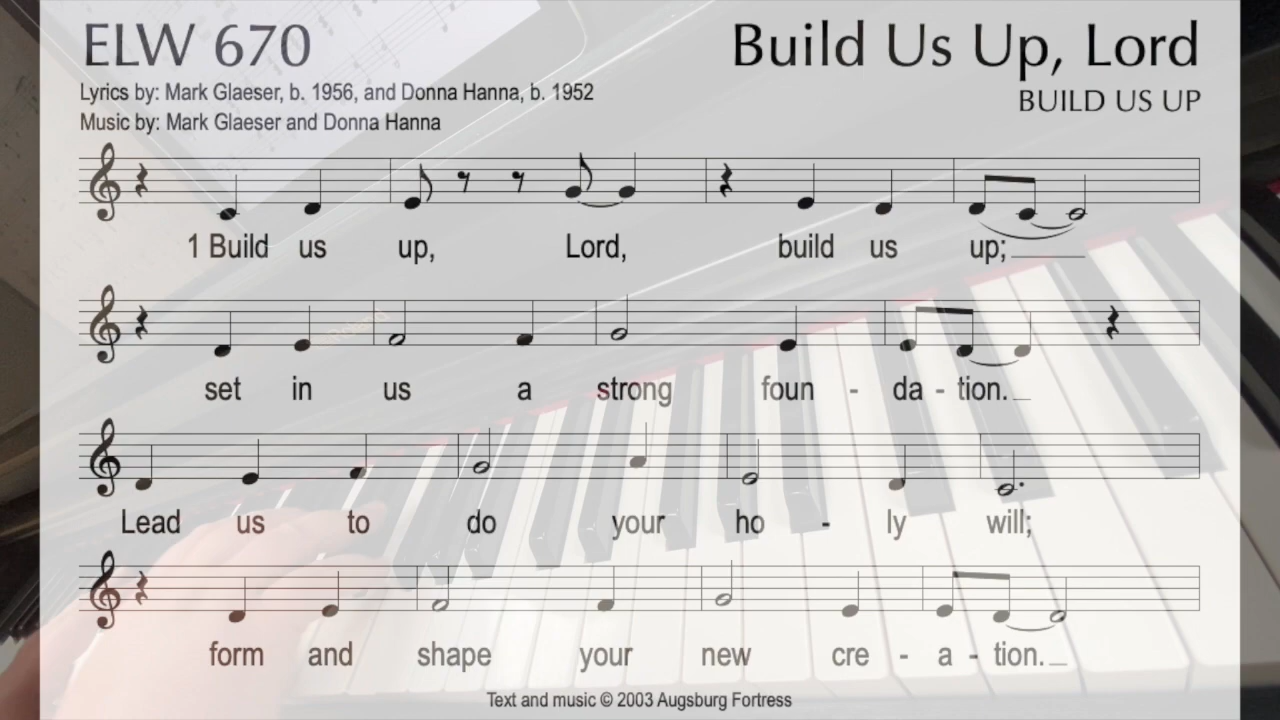 ELW 670
Build Us Up, Lord
Lyrics by: Mark Glaeser, b. 1956, and Donna Hanna, b. 1952
BUILD US UP
Music by: Mark Glaeser and Donna Hanna
1 Build us up, Lord, build us up;
set in us a strong foun - da - tion.
Lead us to do your ho - ly will;
form and shape your new cre - a - tion.
Text and music © 2003 Augsburg Fortress